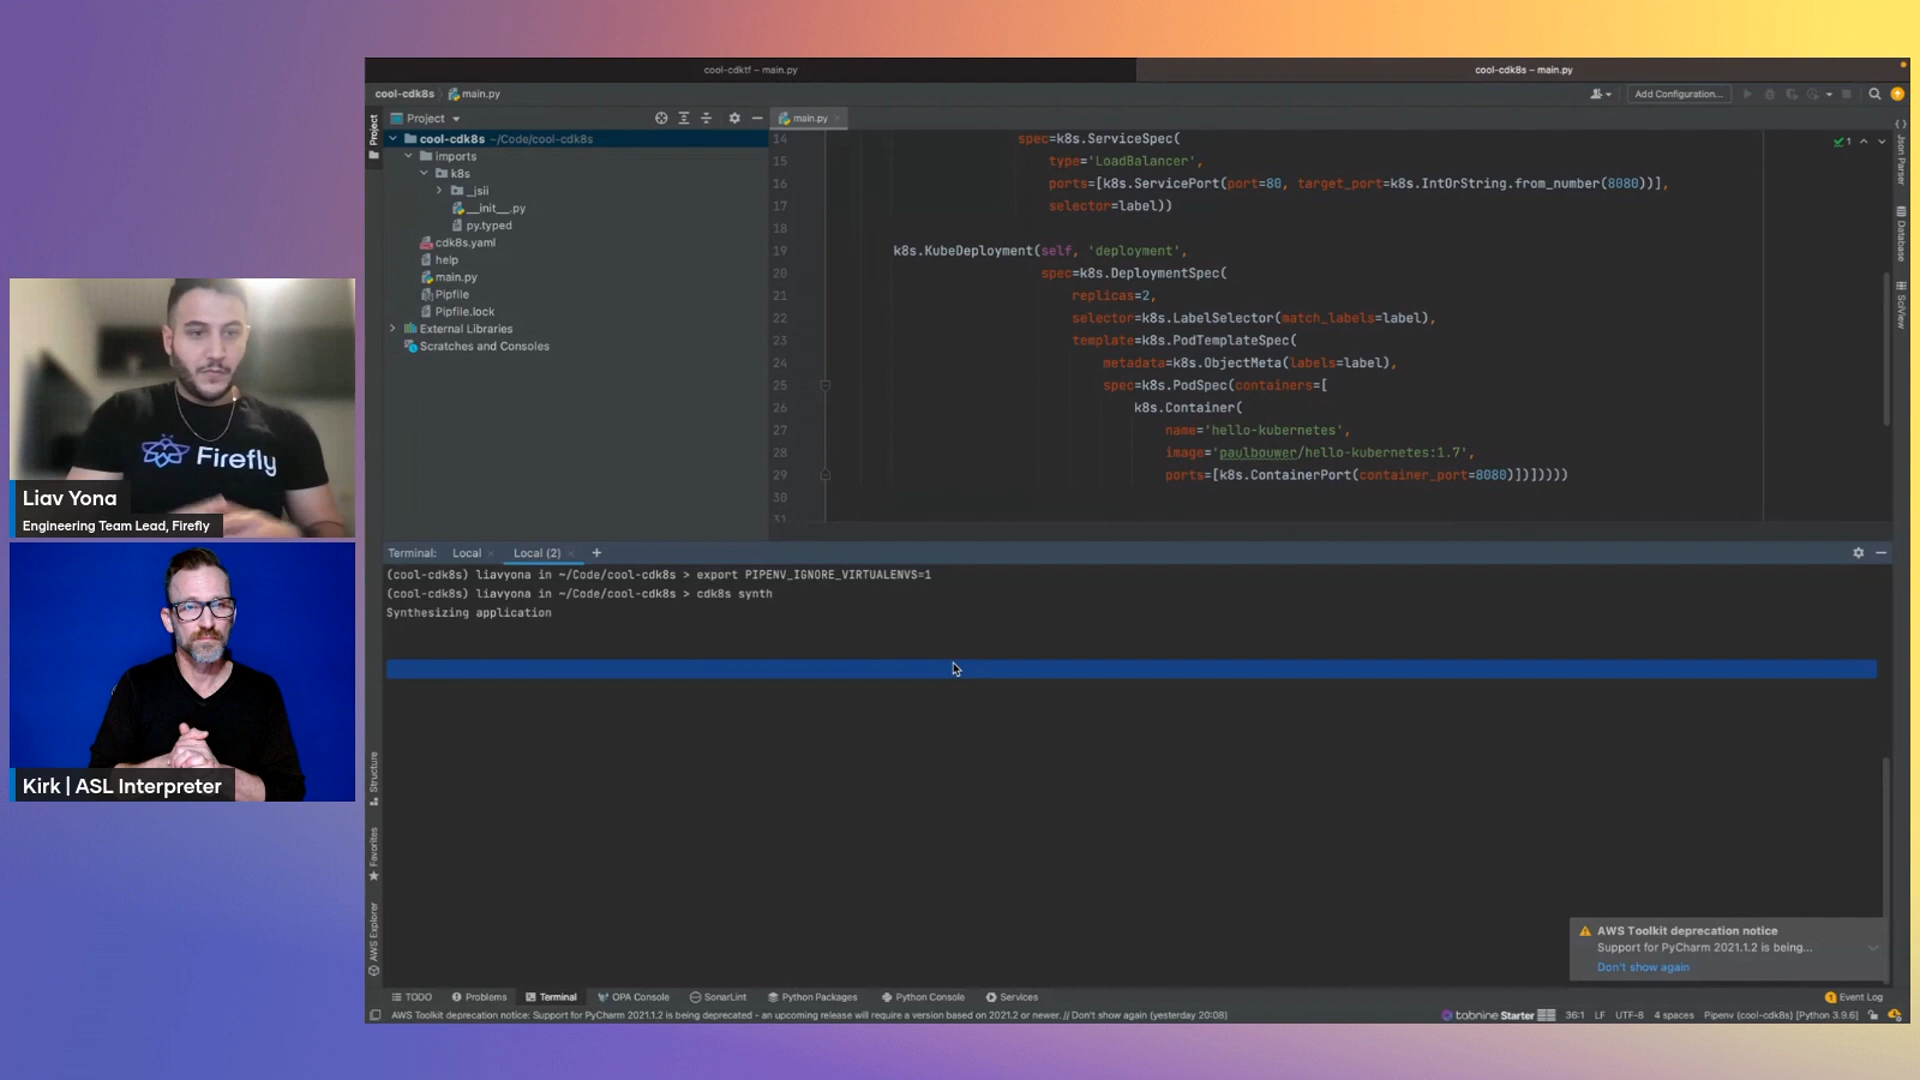 cool-cdktf – main.py
cool-cdk8s – main.py
cool-cdk8s
main.py
Add Configuration...
Project
Project
cool-cdk8s ~/Code/cool-cdk8s
imports
k8s
_jsii
__init__.py
py.typed
cdk8s.yaml
help
main.py
Pipfile
Pipfile.lock
External Libraries
Scratches and Consoles
main.py
14 spec=k8s.ServiceSpec(
15 type='LoadBalancer',
16 ports=[k8s.ServicePort(port=80, target_port=k8s.IntOrString.from_number(8080))],
17 selector=label))
18
19 k8s.KubeDeployment(self, 'deployment',
20 spec=k8s.DeploymentSpec(
21 replicas=2,
22 selector=k8s.LabelSelector(match_labels=label),
23 template=k8s.PodTemplateSpec(
24 metadata=k8s.ObjectMeta(labels=label),
25 spec=k8s.PodSpec(containers=[
26 k8s.Container(
27 name='hello-kubernetes',
28 image='paulbouwer/hello-kubernetes:1.7',
29 ports=[k8s.ContainerPort(container_port=8080)])])))))
30
31
1
Json Parser
Database
SciView
Firefly
Liav Yona
Engineering Team Lead, Firefly
Kirk | ASL Interpreter
Terminal: Local Local (2) +
(cool-cdk8s) liavyona in ~/Code/cool-cdk8s > export PIPENV_IGNORE_VIRTUALENVS=1
(cool-cdk8s) liavyona in ~/Code/cool-cdk8s > cdk8s synth
Synthesizing application
Structure
Favorites
AWS Explorer
AWS Toolkit deprecation notice
Support for PyCharm 2021.1.2 is being...
Don't show again
TODO Problems Terminal OPA Console SonarLint Python Packages Python Console Services
1 Event Log
AWS Toolkit deprecation notice: Support for PyCharm 2021.1.2 is being deprecated - an upcoming release will require a version based on 2021.2 or newer. // Don't show again (yesterday 20:08)
tabnine Starter 36:1 LF UTF-8 4 spaces Pipenv (cool-cdk8s) [Python 3.9.6]